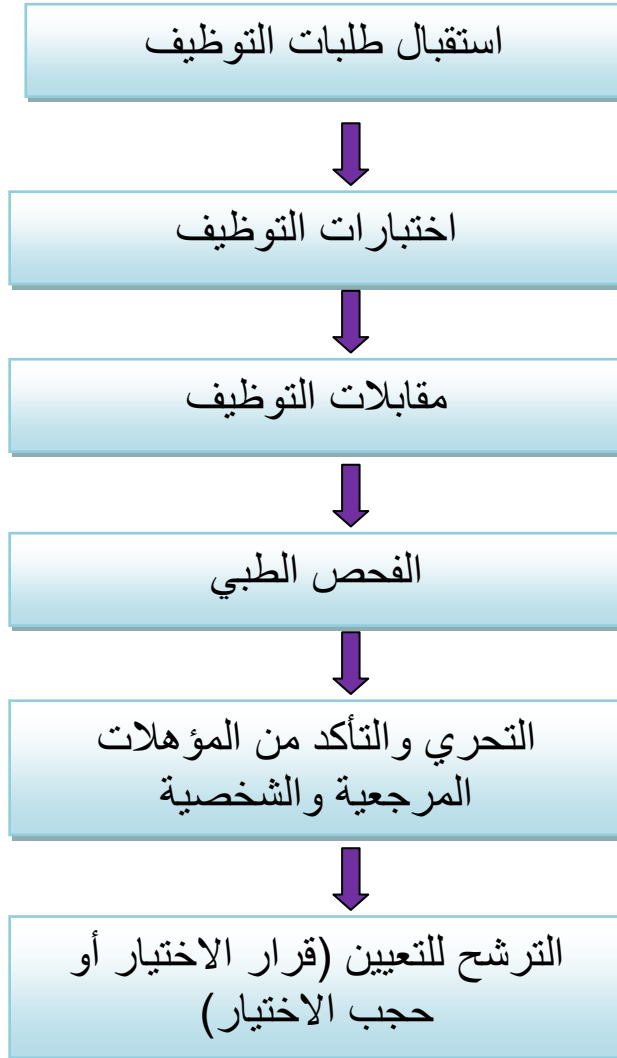 استقبال طلبات التوظيف
اختبارات التوظيف
مقابلات التوظيف
الفحص الطبي
التحري والتأكد من المؤهلات
المرجعية والشخصية
الترشح للتعيين (قرار الاختيار أو
حجب الاختيار)